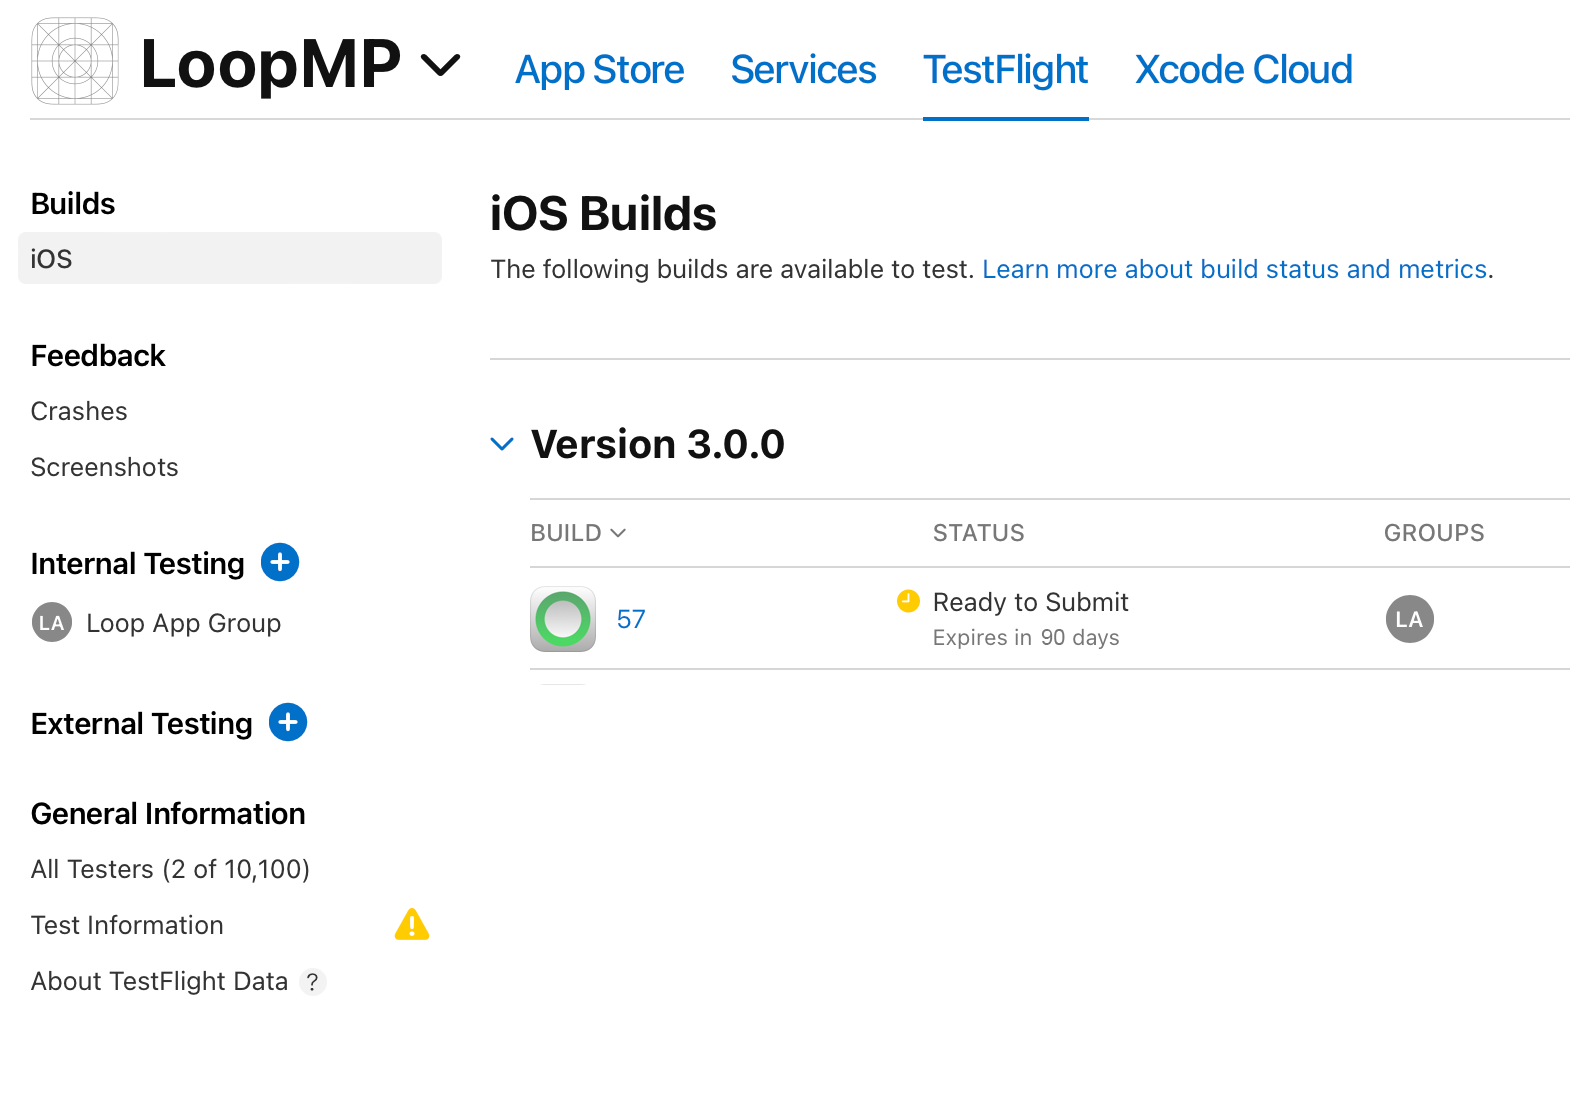 LoopMP
App Store Services TestFlight Xcode Cloud
Builds
iOS
Feedback
Crashes
Screenshots
Internal Testing
LA Loop App Group
External Testing
General Information
All Testers (2 of 10,100)
Test Information
About TestFlight Data ?
iOS Builds
The following builds are available to test. Learn more about build status and metrics.
Version 3.0.0
BUILD STATUS GROUPS
57 Ready to Submit LA
Expires in 90 days